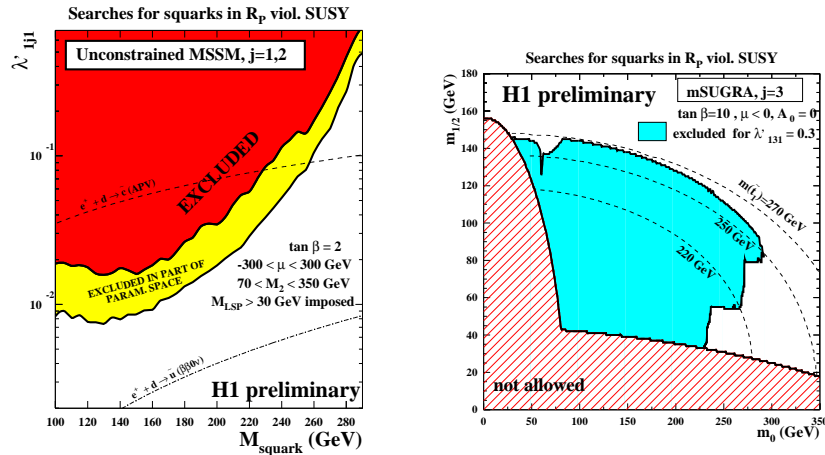 Searches for squarks in R_P viol. SUSY
λ'_1j1
Unconstrained MSSM, j=1,2
EXCLUDED
e⁺ + d → c̃ (APV)
EXCLUDED IN PART OF
PARAM. SPACE
tan β = 2
-300 < μ < 300 GeV
70 < M_2 < 350 GeV
M_LSP > 30 GeV imposed
e⁺ + d → ũ (ββ0ν)
H1 preliminary
10^-1
10^-2
100 120 140 160 180 200 220 240 260 280
M_squark (GeV)
Searches for squarks in R_P viol. SUSY
m_1/2 (GeV)
H1 preliminary
mSUGRA, j=3
tan β=10 , μ < 0, A_0 = 0
excluded for λ'_131 = 0.3
m(t̃_1)=270 GeV
250 GeV
220 GeV
not allowed
180
160
140
120
100
80
60
40
20
0
0 50 100 150 200 250 300 350
m_0 (GeV)